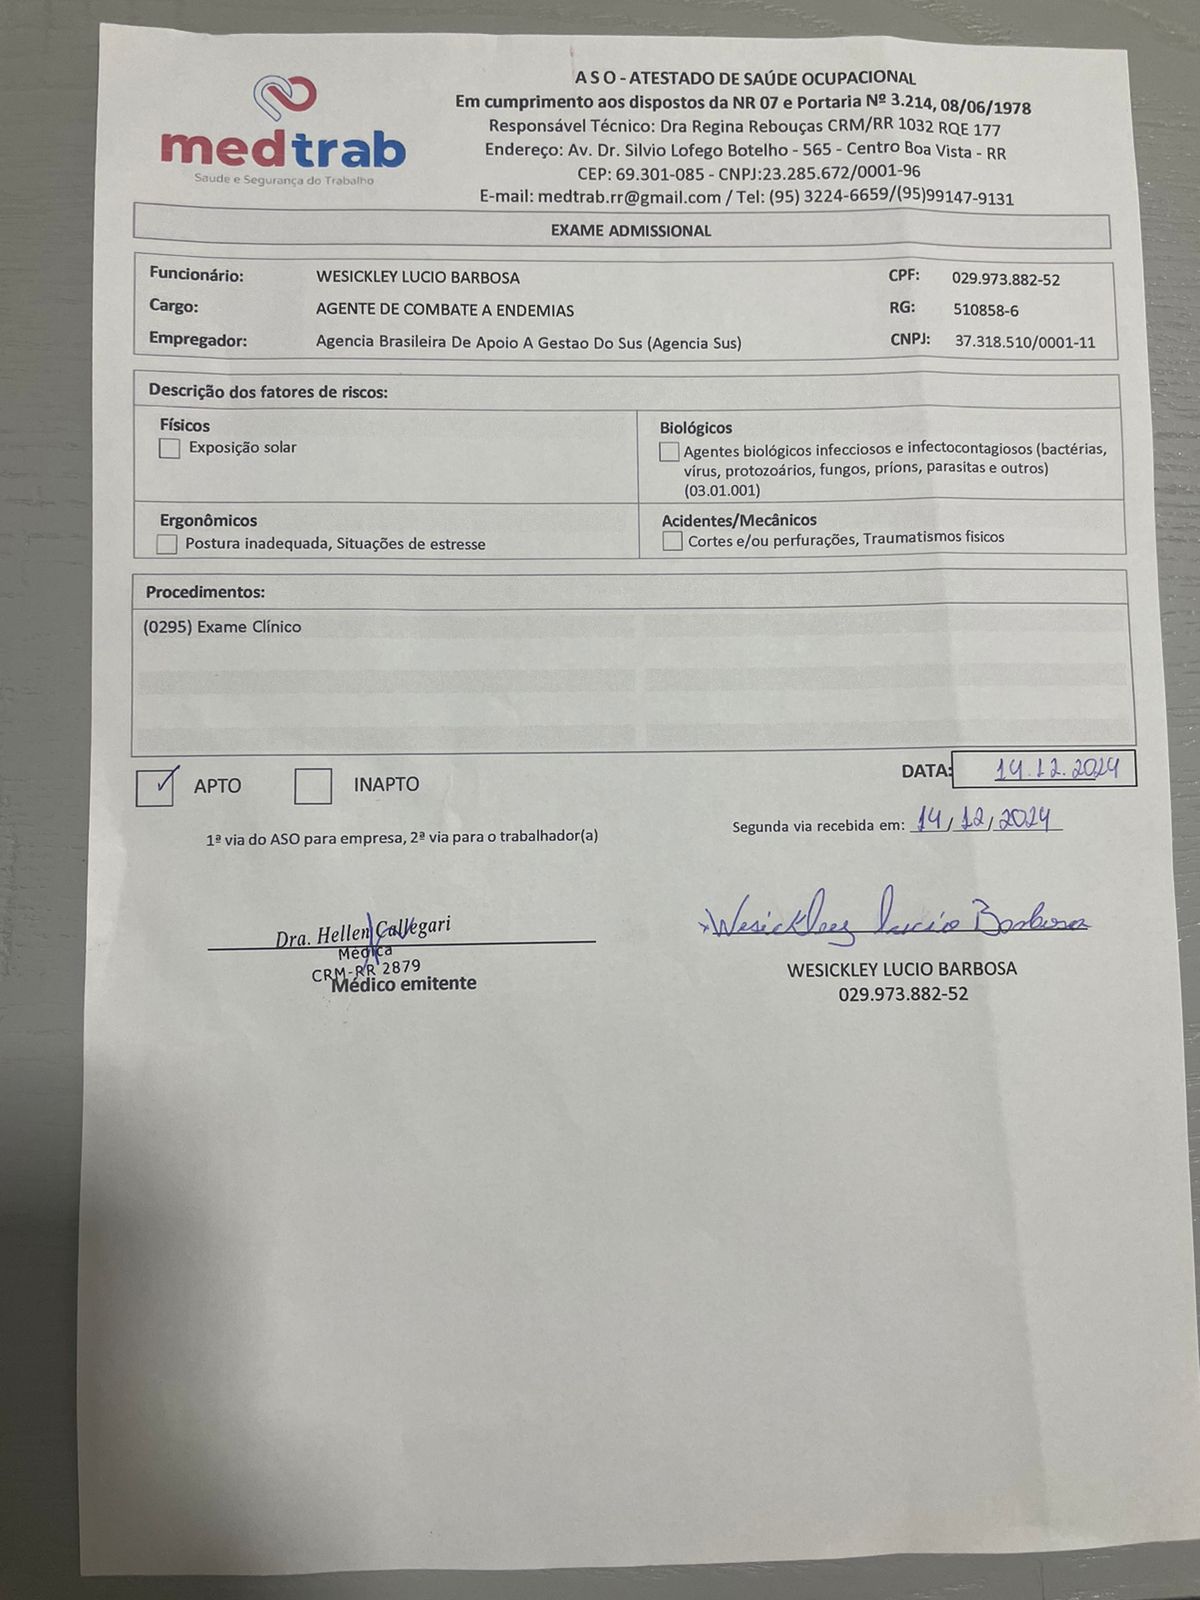 medtrab
Saúde e Segurança do Trabalho
A S O - ATESTADO DE SAÚDE OCUPACIONAL
Em cumprimento aos dispostos da NR 07 e Portaria Nº 3.214, 08/06/1978
Responsável Técnico: Dra Regina Rebouças CRM/RR 1032 RQE 177
Endereço: Av. Dr. Silvio Lofego Botelho - 565 - Centro Boa Vista - RR
CEP: 69.301-085 - CNPJ:23.285.672/0001-96
E-mail: medtrab.rr@gmail.com / Tel: (95) 3224-6659/(95)99147-9131
EXAME ADMISSIONAL
Funcionário: WESICKLEY LUCIO BARBOSA CPF: 029.973.882-52
Cargo: AGENTE DE COMBATE A ENDEMIAS RG: 510858-6
Empregador: Agencia Brasileira De Apoio A Gestao Do Sus (Agencia Sus) CNPJ: 37.318.510/0001-11
Descrição dos fatores de riscos:
Físicos
Exposição solar
Biológicos
Agentes biológicos infecciosos e infectocontagiosos (bactérias,
vírus, protozoários, fungos, príons, parasitas e outros)
(03.01.001)
Ergonômicos
Postura inadequada, Situações de estresse
Acidentes/Mecânicos
Cortes e/ou perfurações, Traumatismos fisicos
Procedimentos:
(0295) Exame Clínico
✓ APTO INAPTO
DATA: 14.12.2024
1ª via do ASO para empresa, 2ª via para o trabalhador(a)
Segunda via recebida em: 14/12/2024
Dra. Hellen Callegari
Médica
CRM-RR 2879
Médico emitente
Wesickley Lucio Barbosa
WESICKLEY LUCIO BARBOSA
029.973.882-52